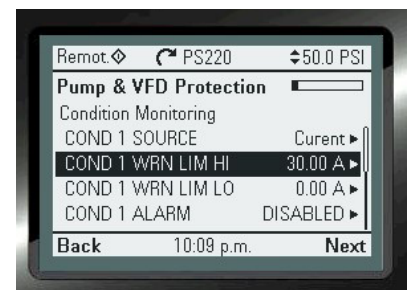 Remot. PS220 50.0 PSI
Pump & VFD Protection
Condition Monitoring
COND 1 SOURCE Curent
COND 1 WRN LIM HI 30.00 A
COND 1 WRN LIM LO 0.00 A
COND 1 ALARM DISABLED
Back 10:09 p.m. Next